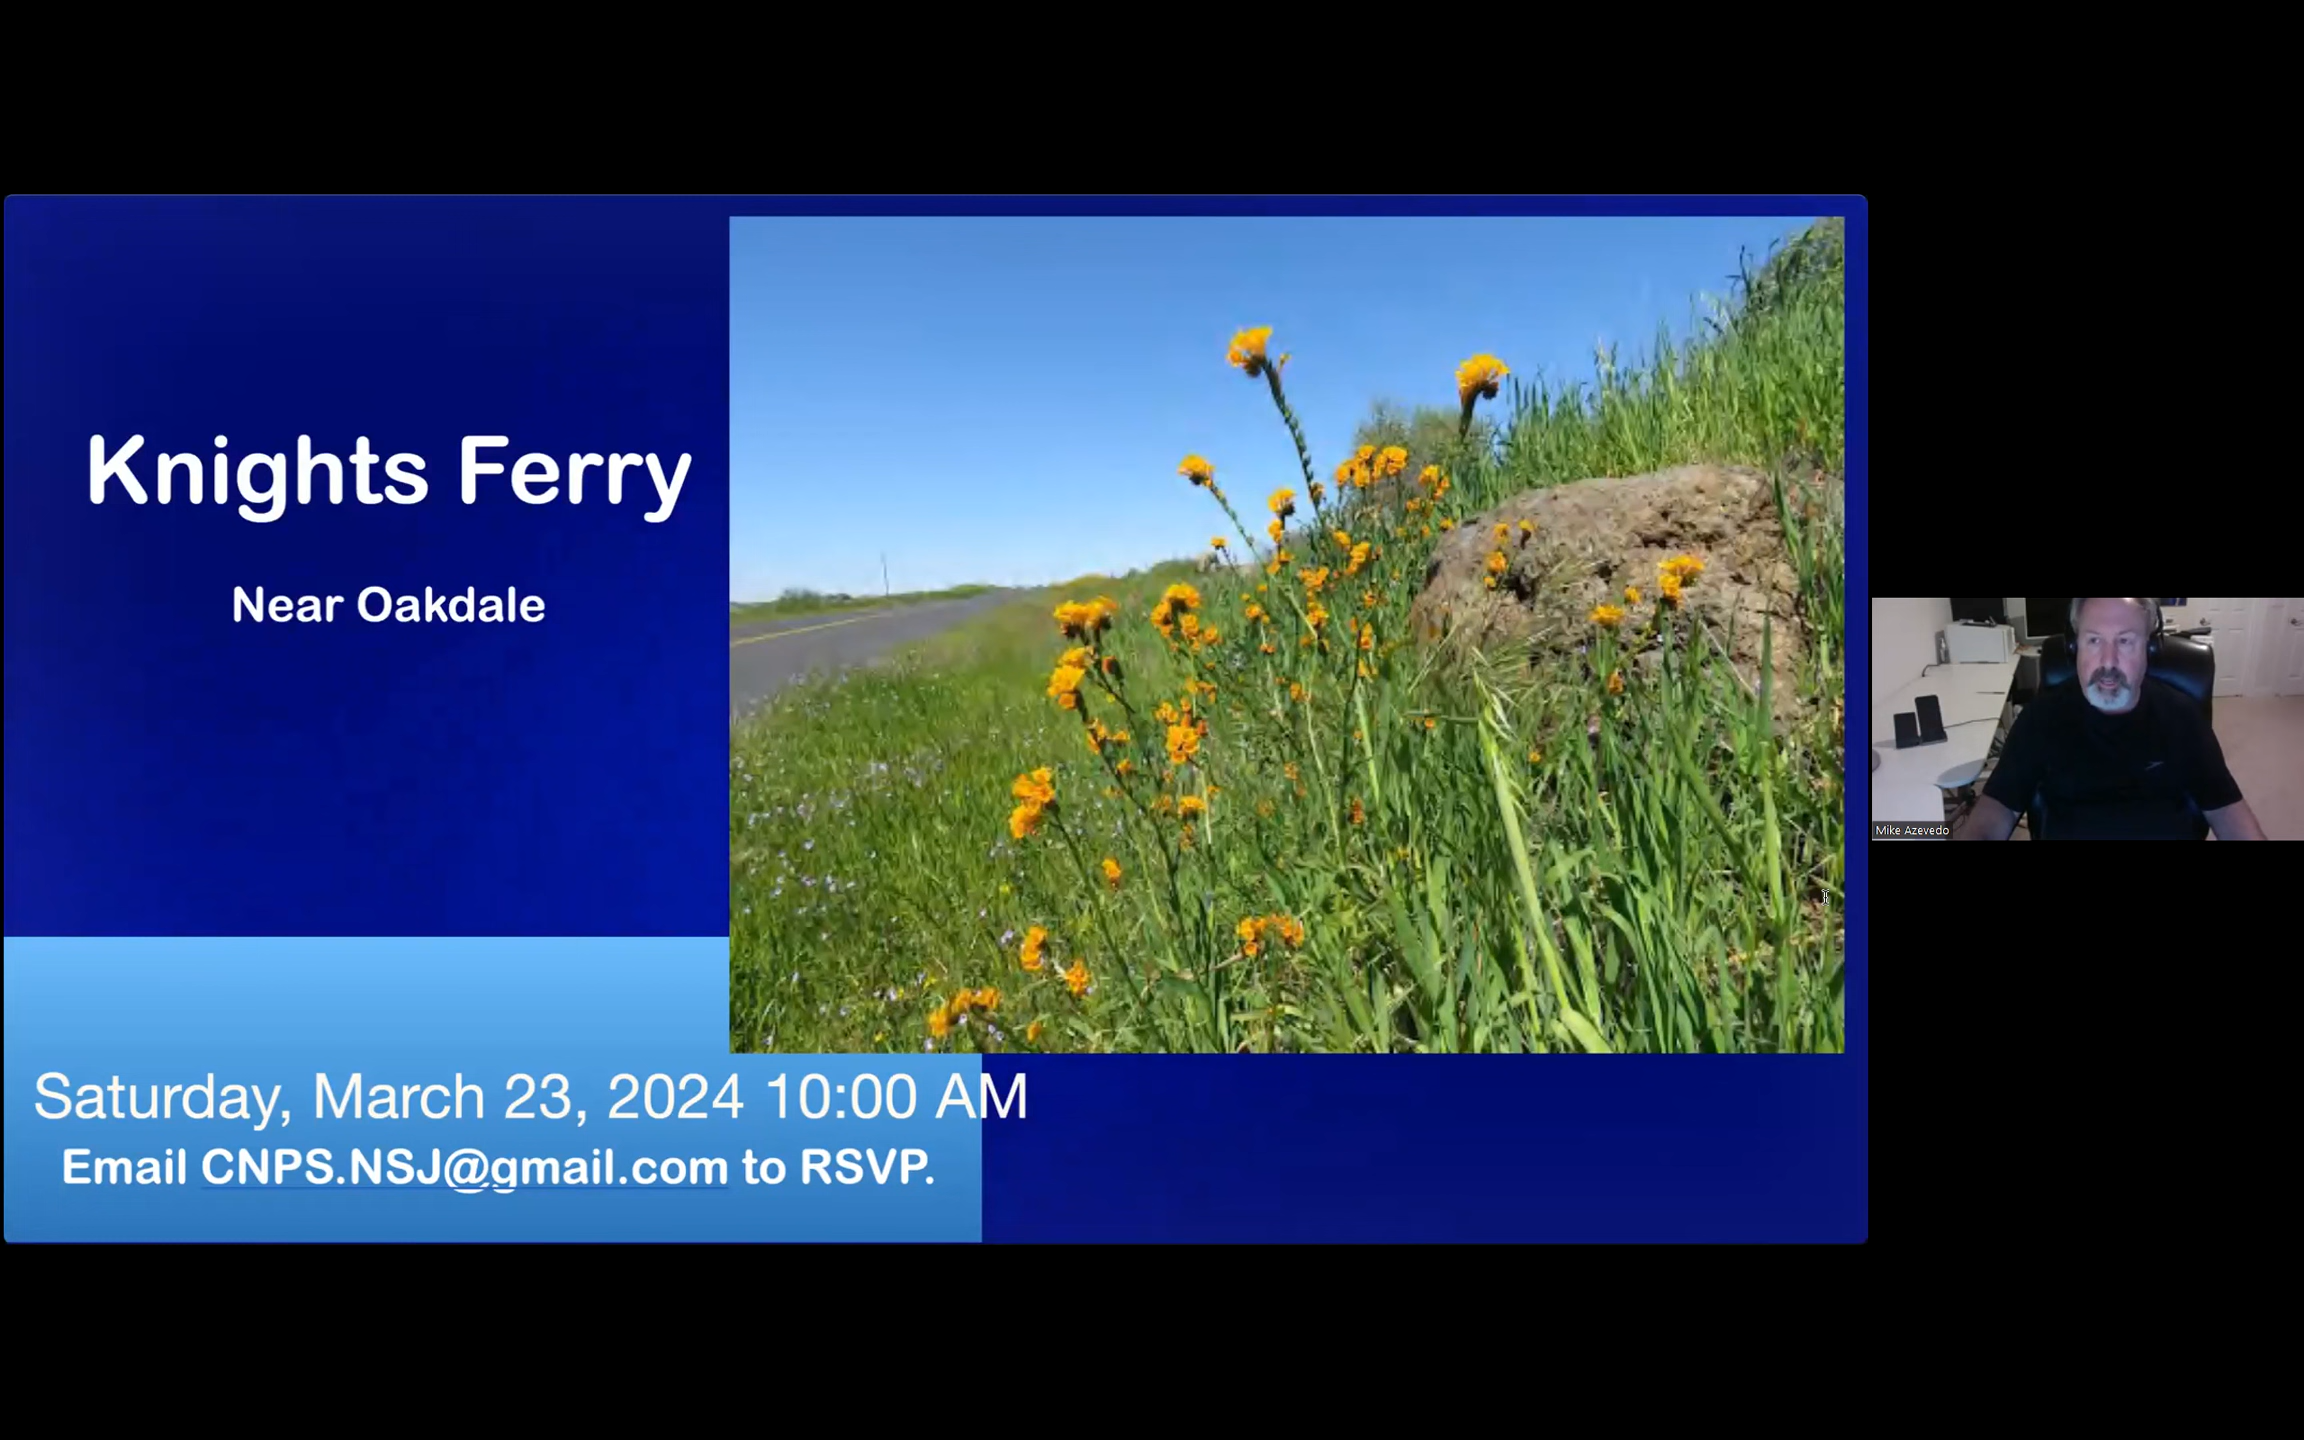 Knights Ferry
Near Oakdale
Saturday, March 23, 2024 10:00 AM
Email CNPS.NSJ@gmail.com to RSVP.
Mike Azevedo